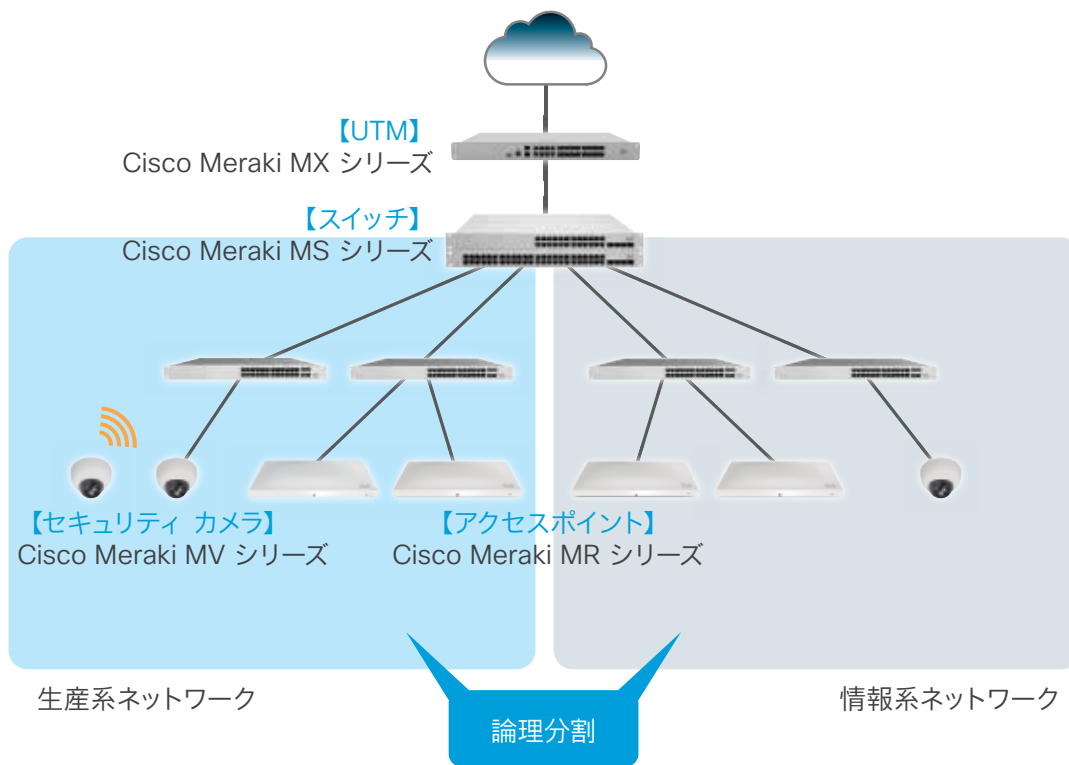 【UTM】
Cisco Meraki MX シリーズ
【スイッチ】
Cisco Meraki MS シリーズ
【セキュリティ カメラ】
Cisco Meraki MV シリーズ
【アクセスポイント】
Cisco Meraki MR シリーズ
生産系ネットワーク
情報系ネットワーク
論理分割